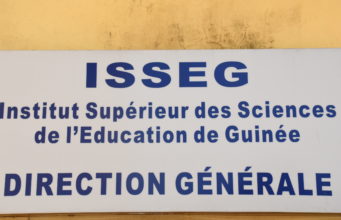 ISSEG
Institut Supérieur des Sciences
de l'Education de Guinée
DIRECTION GÉNÉRALE